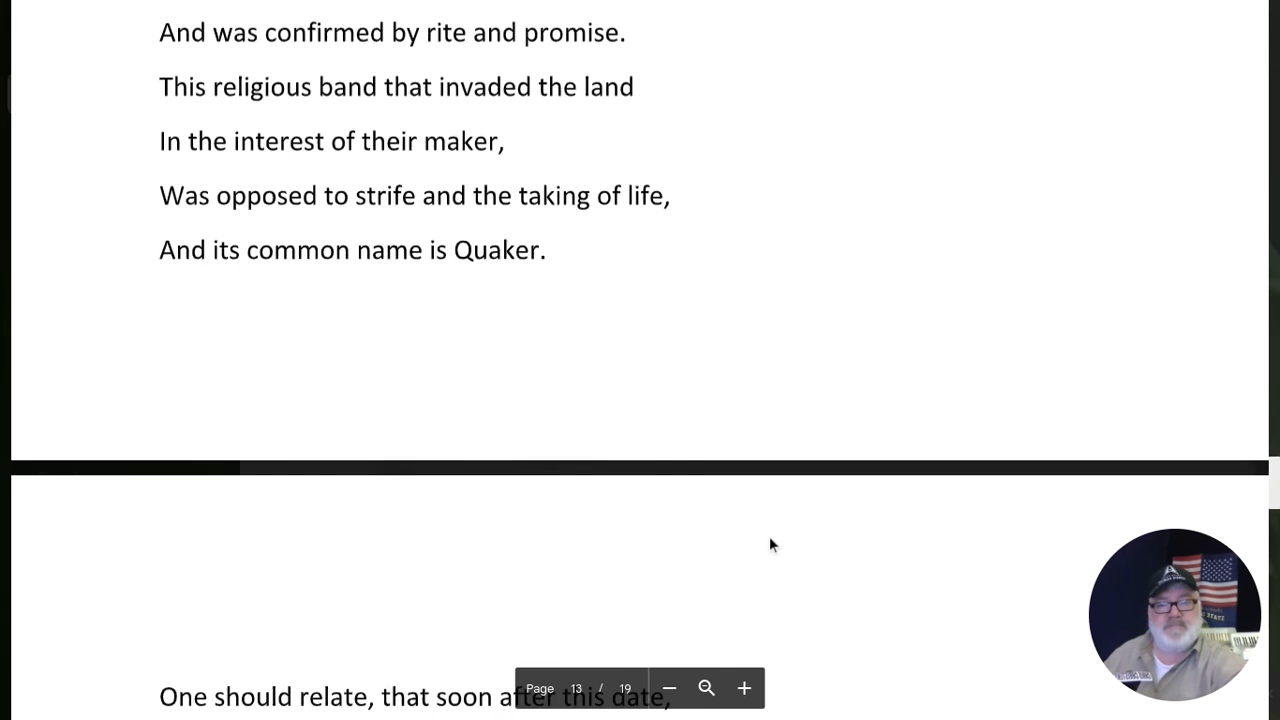 And was confirmed by rite and promise.
This religious band that invaded the land
In the interest of their maker,
Was opposed to strife and the taking of life,
And its common name is Quaker.
One should relate, that soon after this date,
Page 13 / 19